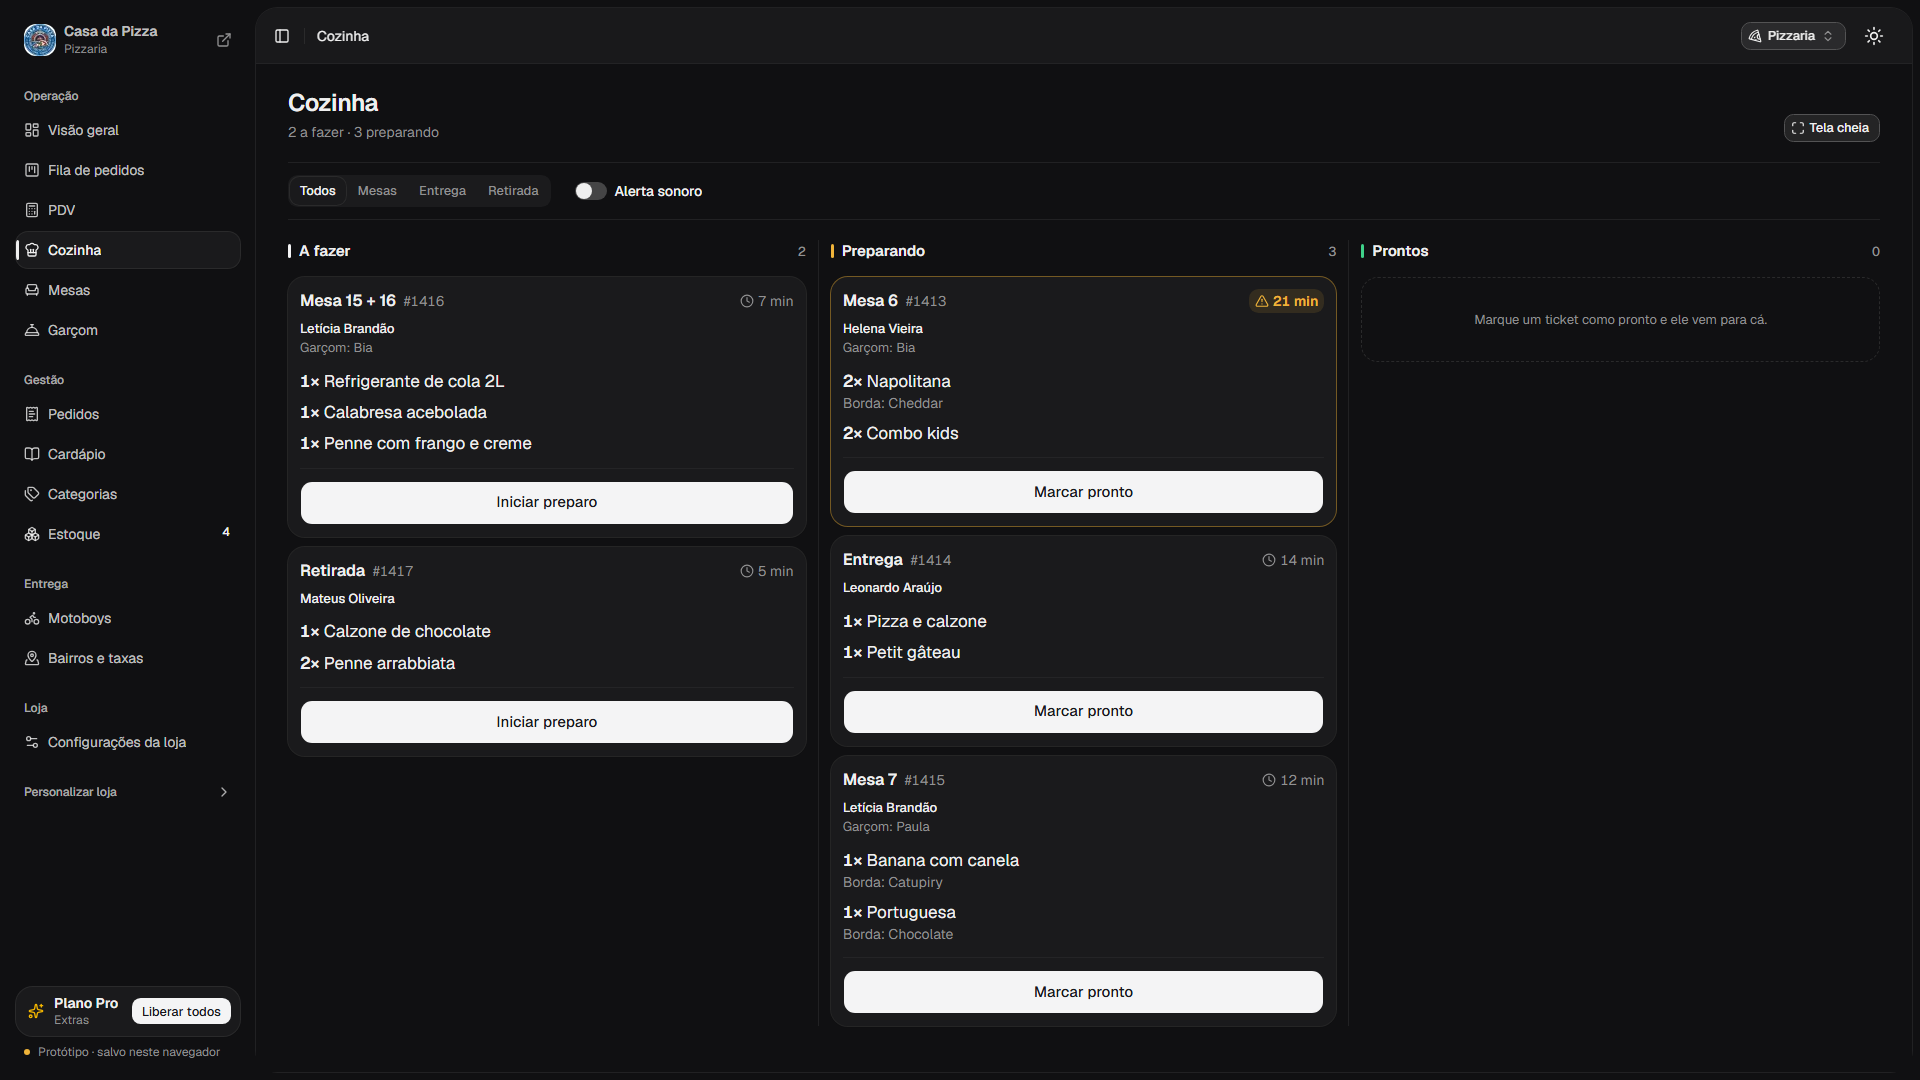 Casa da Pizza
Pizzaria
Operação
Visão geral
Fila de pedidos
PDV
Cozinha
Mesas
Garçom
Gestão
Pedidos
Cardápio
Categorias
Estoque
4
Entrega
Motoboys
Bairros e taxas
Loja
Configurações da loja
Personalizar loja
Plano Pro
Extras
Liberar todos
Protótipo · salvo neste navegador
Cozinha
Pizzaria
Cozinha
2 a fazer · 3 preparando
Tela cheia
Todos
Mesas
Entrega
Retirada
Alerta sonoro
A fazer
2
Mesa 15 + 16 #1416
7 min
Letícia Brandão
Garçom: Bia
1× Refrigerante de cola 2L
1× Calabresa acebolada
1× Penne com frango e creme
Iniciar preparo
Retirada #1417
5 min
Mateus Oliveira
1× Calzone de chocolate
2× Penne arrabbiata
Iniciar preparo
Preparando
3
Mesa 6 #1413
21 min
Helena Vieira
Garçom: Bia
2× Napolitana
Borda: Cheddar
2× Combo kids
Marcar pronto
Entrega #1414
14 min
Leonardo Araújo
1× Pizza e calzone
1× Petit gâteau
Marcar pronto
Mesa 7 #1415
12 min
Letícia Brandão
Garçom: Paula
1× Banana com canela
Borda: Catupiry
1× Portuguesa
Borda: Chocolate
Marcar pronto
Prontos
0
Marque um ticket como pronto e ele vem para cá.